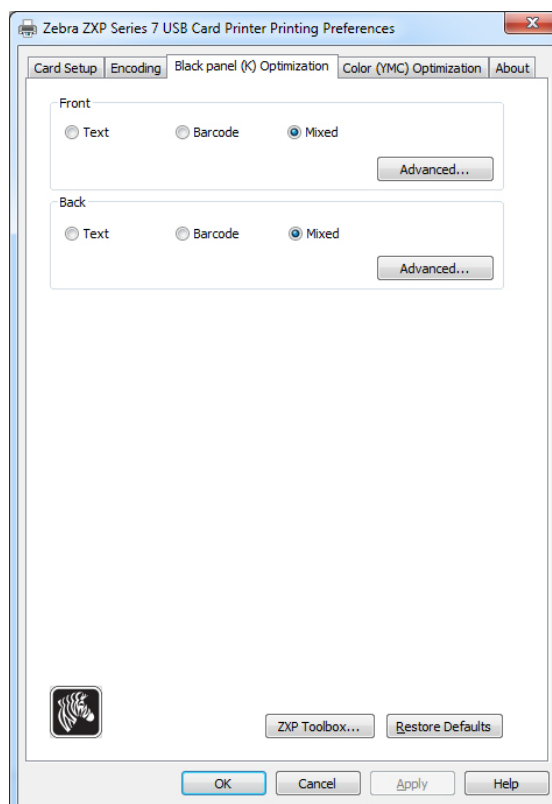 Zebra ZXP Series 7 USB Card Printer Printing Preferences
Card Setup Encoding Black panel (K) Optimization Color (YMC) Optimization About
Front
Text Barcode Mixed
Advanced...
Back
Text Barcode Mixed
Advanced...
ZXP Toolbox... Restore Defaults
OK Cancel Apply Help